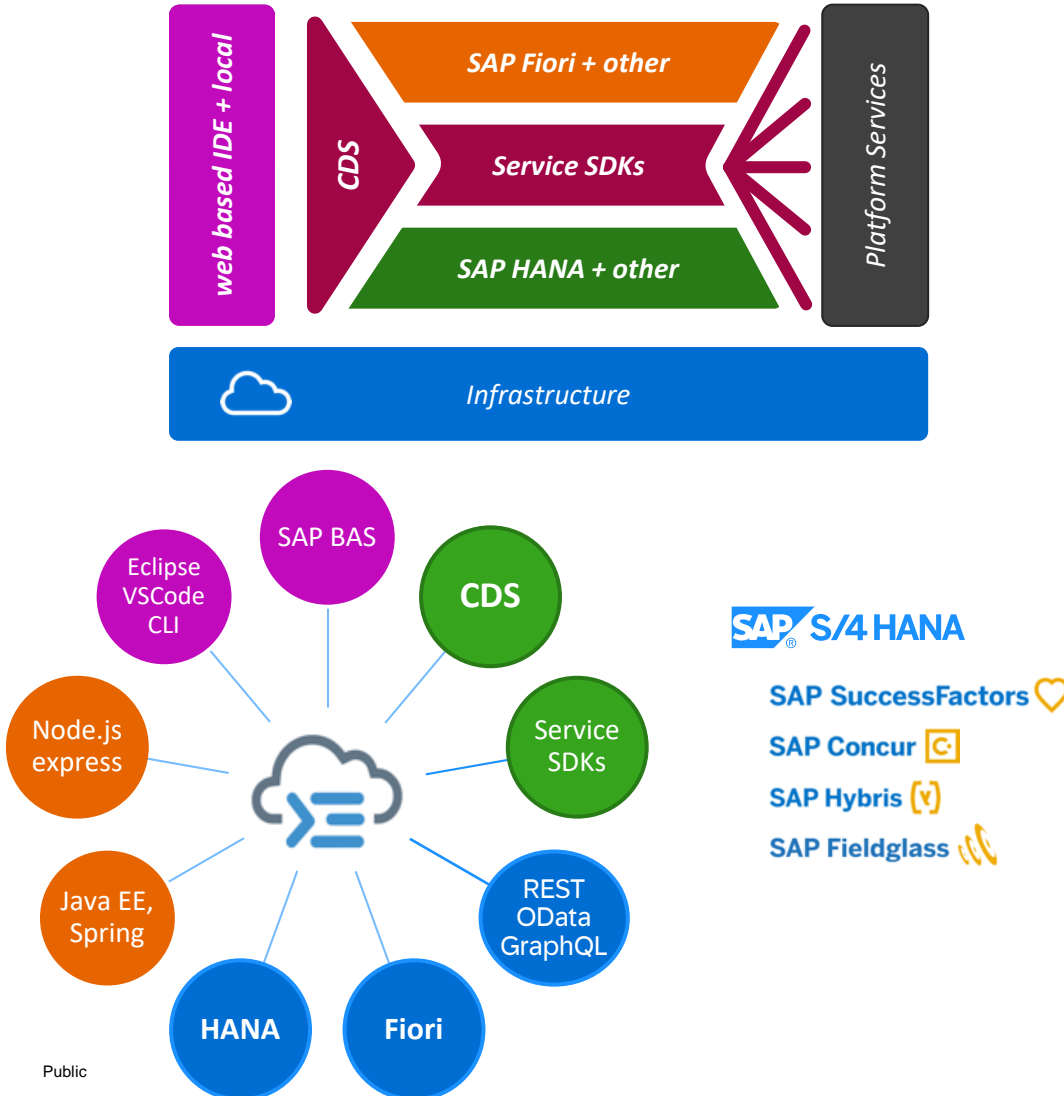 web based IDE + local
CDS
SAP Fiori + other
Service SDKs
SAP HANA + other
Platform Services
Infrastructure
SAP BAS
Eclipse
VSCode
CLI
CDS
Node.js
express
Service
SDKs
Java EE,
Spring
REST
OData
GraphQL
HANA
Fiori
SAP® S/4HANA
SAP SuccessFactors
SAP Concur
SAP Hybris
SAP Fieldglass
Public